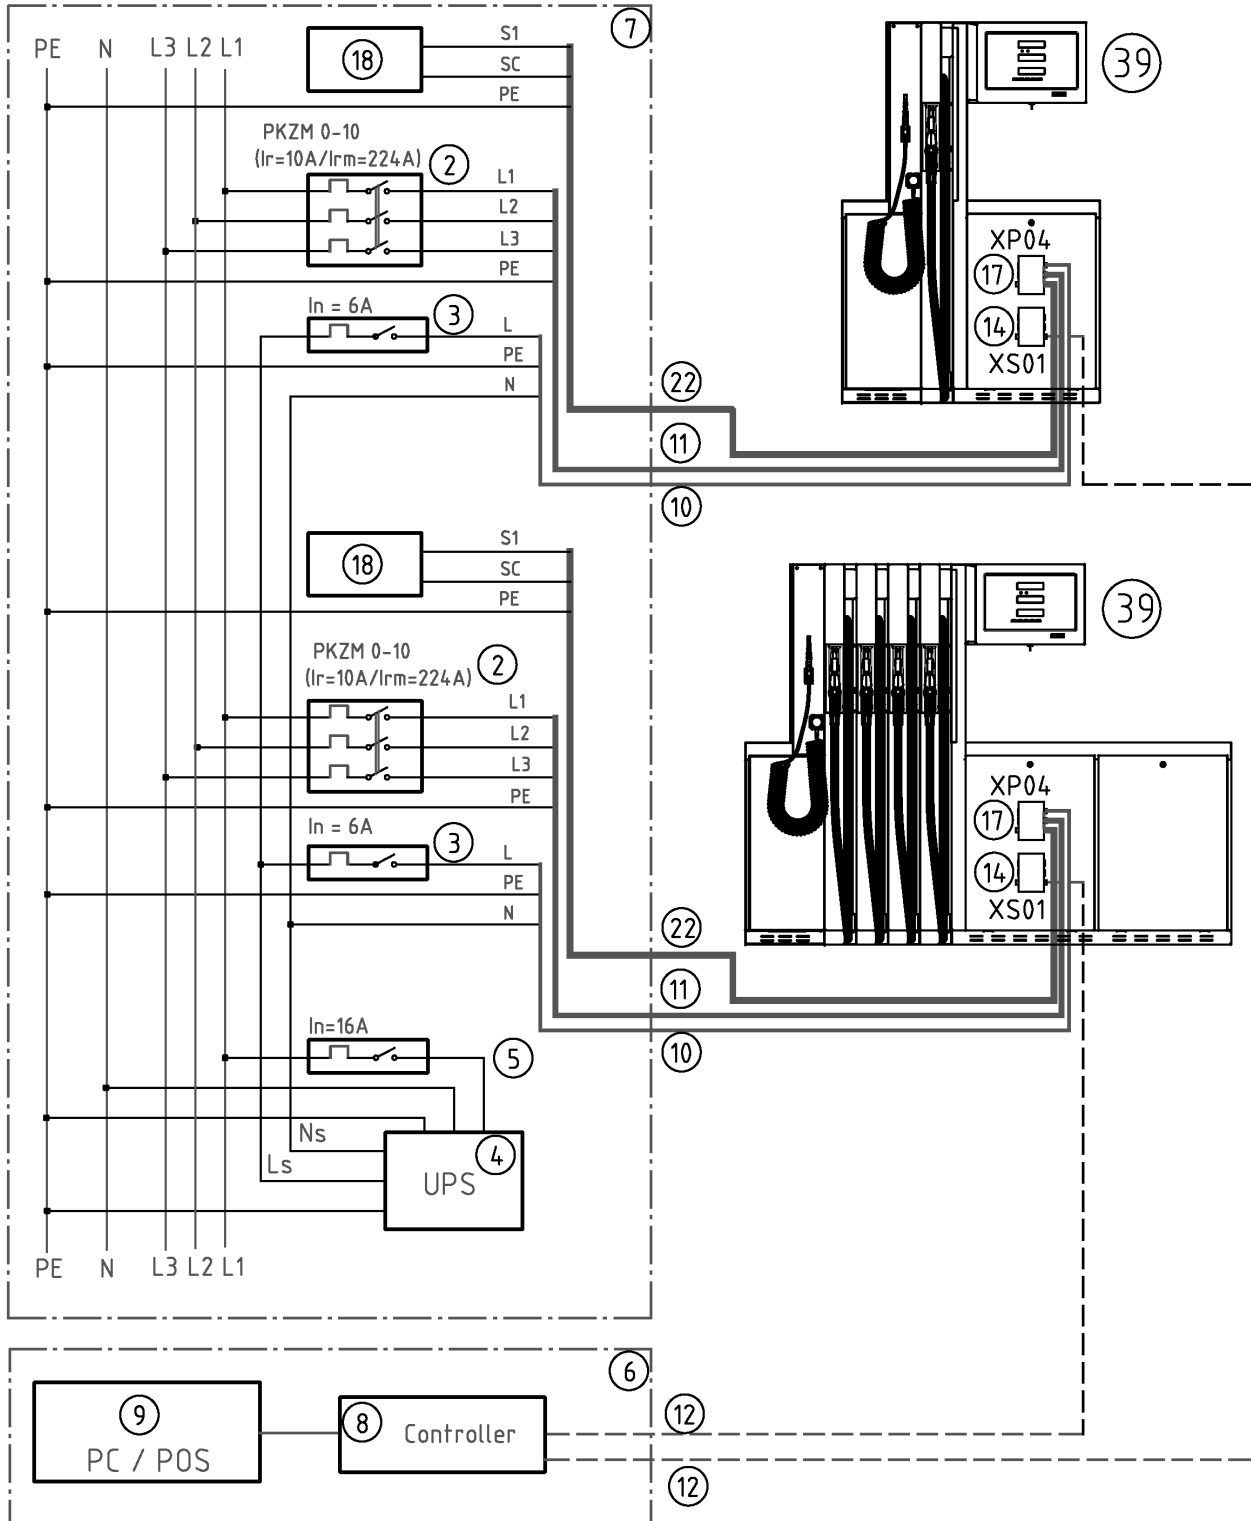 7
PE N L3 L2 L1
18
S1
SC
PE
39
PKZM 0-10
(Ir=10A/Irm=224A)
2
L1
L2
L3
PE
XP04
17
14
XS01
In = 6A
3
L
PE
N
22
11
10
18
S1
SC
PE
39
PKZM 0-10
(Ir=10A/Irm=224A)
2
L1
L2
L3
PE
XP04
17
14
XS01
In = 6A
3
L
PE
N
22
11
10
In=16A
5
Ns
Ls
4
UPS
PE N L3 L2 L1
6
9
PC / POS
8
Controller
12
12